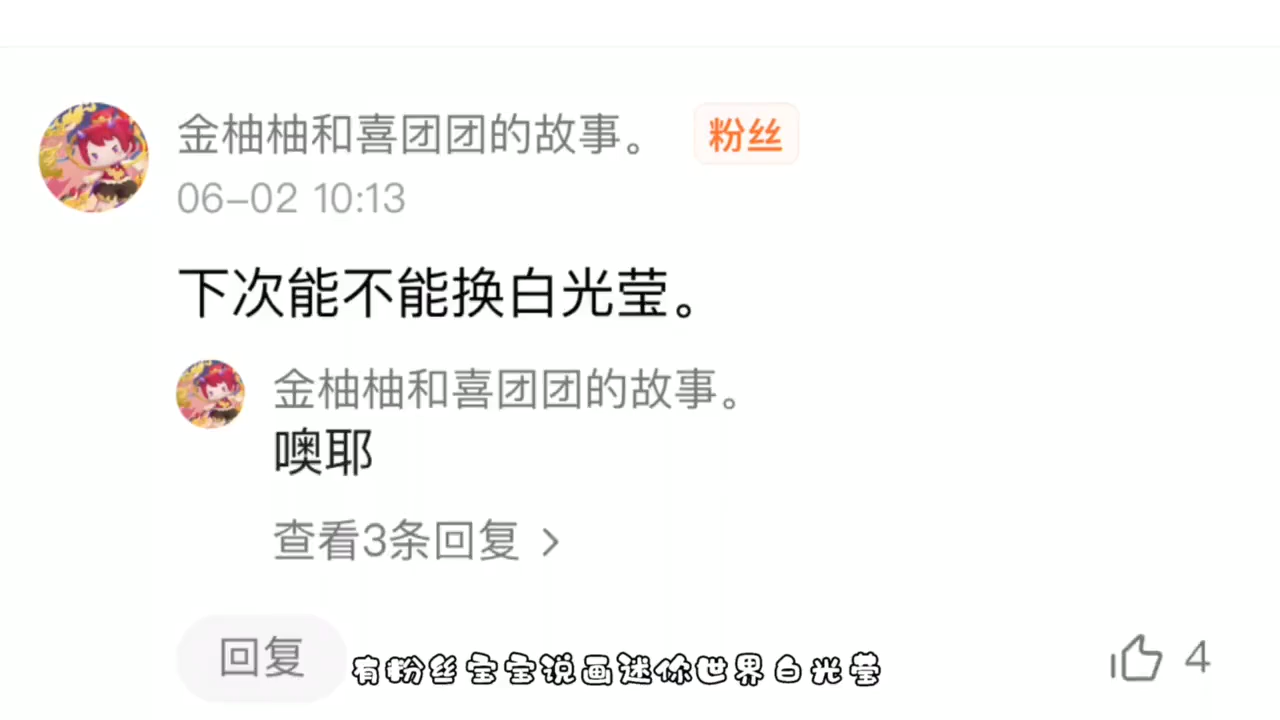 金柚柚和喜团团的故事。 粉丝
06-02 10:13
下次能不能换白光莹。
金柚柚和喜团团的故事。
噢耶
查看3条回复 >
回复
有粉丝宝宝说画迷你世界白光莹
4